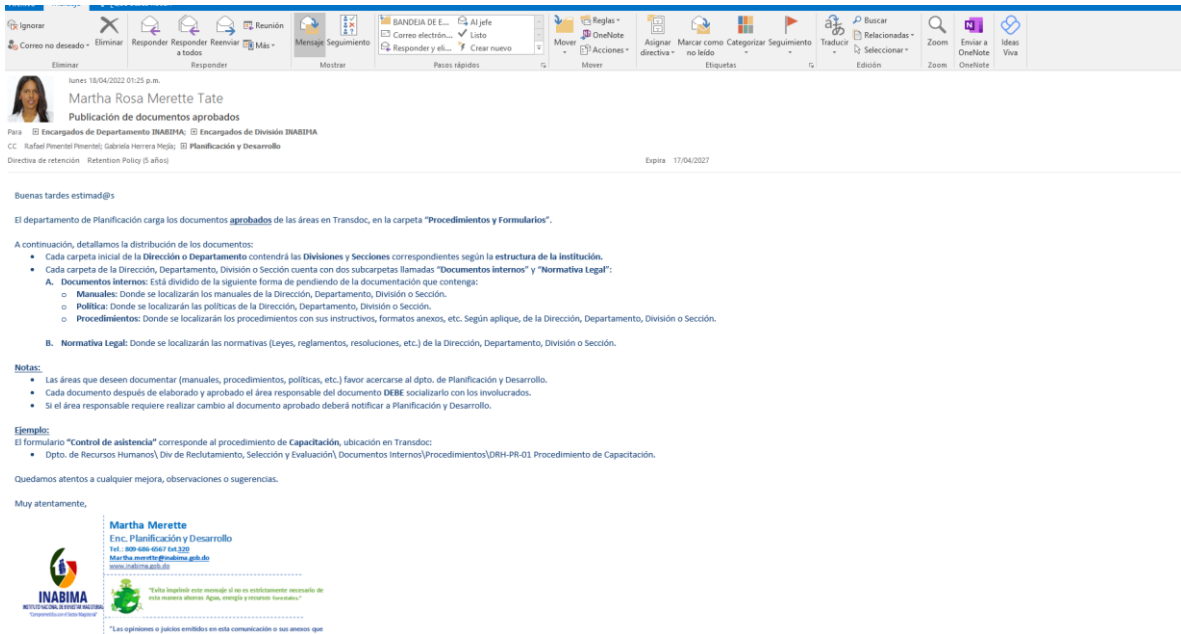 Ignorar
Correo no deseado
Eliminar
Responder
Responder a todos
Reenviar
Reunión
Más
Mensaje
Seguimiento
BANDEJA DE E...
Correo electrón...
Responder y eli...
Al jefe
Listo
Crear nuevo
Mover
Reglas
OneNote
Acciones
Asignar directiva
Marcar como no leído
Categorizar
Seguimiento
Traducir
Buscar
Relacionadas
Seleccionar
Zoom
Enviar a OneNote
Ideas Viva
Eliminar
Responder
Mostrar
Pasos rápidos
Mover
Etiquetas
Edición
Zoom
OneNote
lunes 18/04/2022 01:25 p.m.
Martha Rosa Merette Tate
Publicación de documentos aprobados
Para Encargados de Departamento INABIMA; Encargados de División INABIMA
CC Rafael Pimentel Pimentel; Gabriela Herrera Mejía; Planificación y Desarrollo
Directiva de retención Retention Policy (5 años) Expira 17/04/2027
Buenas tardes estimad@s
El departamento de Planificación carga los documentos aprobados de las áreas en Transdoc, en la carpeta “Procedimientos y Formularios”.
A continuación, detallamos la distribución de los documentos:
• Cada carpeta inicial de la Dirección o Departamento contendrá las Divisiones y Secciones correspondientes según la estructura de la institución.
• Cada carpeta de la Dirección, Departamento, División o Sección cuenta con dos subcarpetas llamadas “Documentos internos” y “Normativa Legal”:
A. Documentos internos: Está dividido de la siguiente forma de pendiendo de la documentación que contenga:
o Manuales: Donde se localizarán los manuales de la Dirección, Departamento, División o Sección.
o Política: Donde se localizarán las políticas de la Dirección, Departamento, División o Sección.
o Procedimientos: Donde se localizarán los procedimientos con sus instructivos, formatos anexos, etc. Según aplique, de la Dirección, Departamento, División o Sección.
B. Normativa Legal: Donde se localizarán las normativas (Leyes, reglamentos, resoluciones, etc.) de la Dirección, Departamento, División o Sección.
Notas:
• Las áreas que deseen documentar (manuales, procedimientos, políticas, etc.) favor acercarse al dpto. de Planificación y Desarrollo.
• Cada documento después de elaborado y aprobado el área responsable del documento DEBE socializarlo con los involucrados.
• Si el área responsable requiere realizar cambio al documento aprobado deberá notificar a Planificación y Desarrollo.
Ejemplo:
El formulario “Control de asistencia” corresponde al procedimiento de Capacitación, ubicación en Transdoc:
• Dpto. de Recursos Humanos\ Div de Reclutamiento, Selección y Evaluación\ Documentos Internos\Procedimientos\DRH-PR-01 Procedimiento de Capacitación.
Quedamos atentos a cualquier mejora, observaciones o sugerencias.
Muy atentamente,
Martha Merette
Enc. Planificación y Desarrollo
Tel.: 809-686-6567 Ext.320
Martha.merette@inabima.gob.do
www.inabima.gob.do
INABIMA
INSTITUTO NACIONAL DE BIENESTAR MAGISTERIAL
"Comprometidos con el Sector Magisterial"
"Evita imprimir este mensaje si no es estrictamente necesario de
esta manera ahorras Agua, energía y recursos forestales."
"Las opiniones o juicios emitidos en esta comunicación o sus anexos que